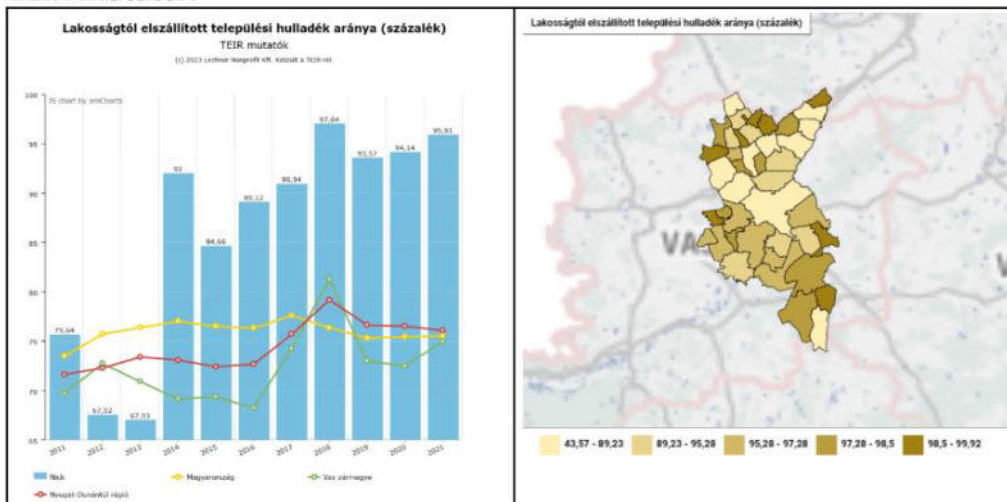 Lakosságtól elszállított települési hulladék aránya (százalék)
TEIR mutatók
(c) 2023 Lechner Nonprofit Kft. Készült a TEIR-rel.
JS chart by amCharts
100
95
90
85
80
75
70
65
75,64
67,52
67,03
92
84,66
89,12
90,94
97,04
93,57
94,14
95,91
2011
2012
2013
2014
2015
2016
2017
2018
2019
2020
2021
Nick
Magyarország
Vas vármegye
Nyugat-Dunántúl régió
Lakosságtól elszállított települési hulladék aránya (százalék)
VAS
V
43,57 - 89,23
89,23 - 95,28
95,28 - 97,28
97,28 - 98,5
98,5 - 99,92